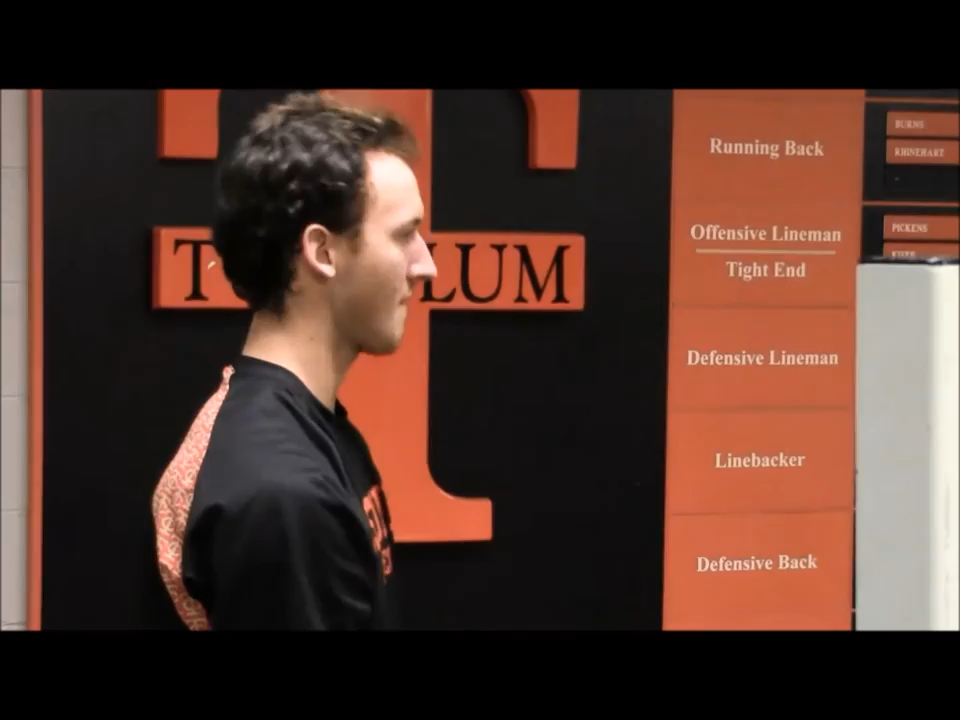 LUM
Running Back
Offensive Lineman
Tight End
Defensive Lineman
Linebacker
Defensive Back
BURNS
RHINEHART
PICKENS